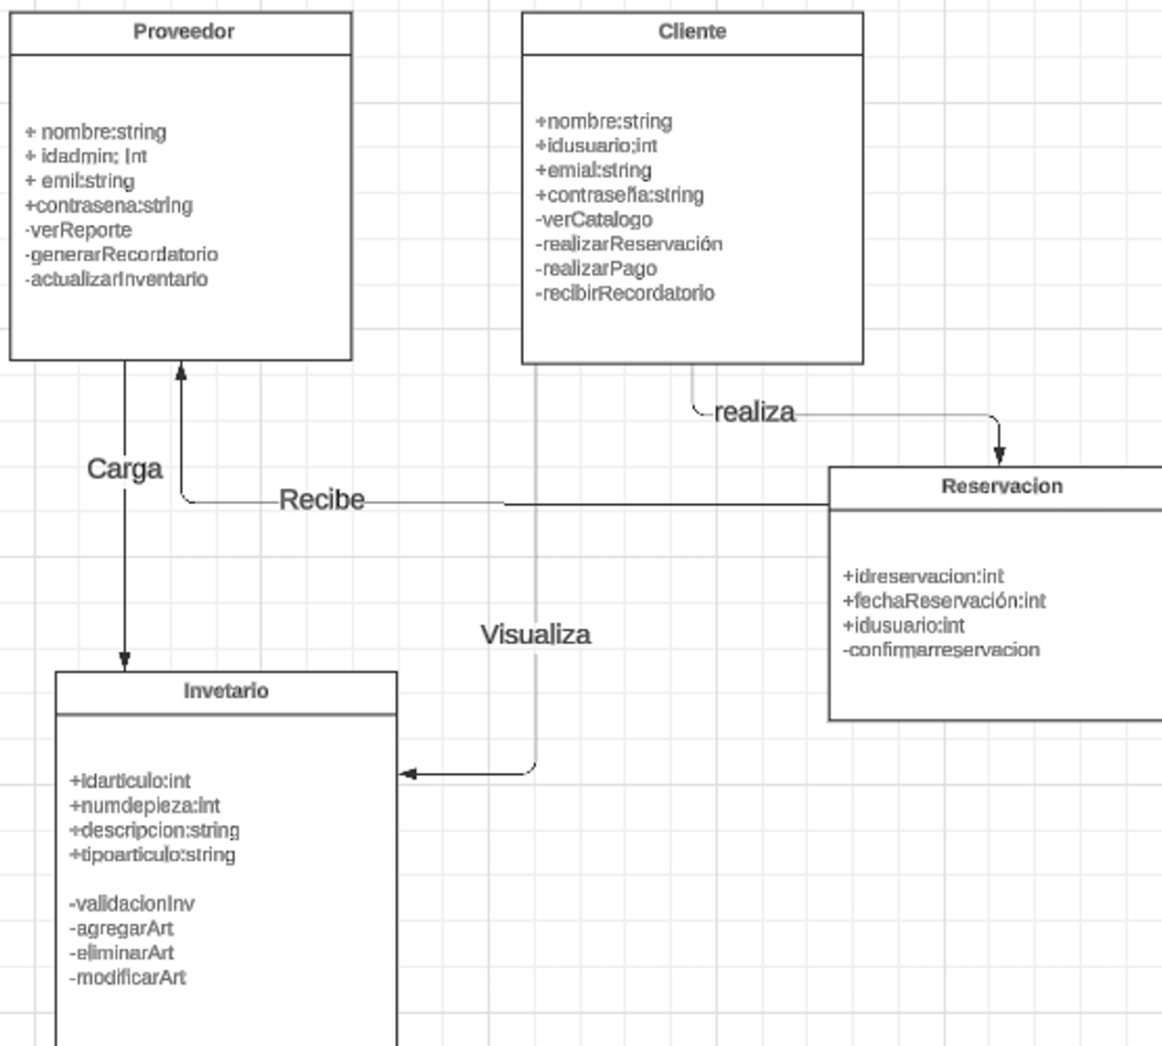 Proveedor
+ nombre:string
+ idadmin; Int
+ emil:string
+contrasena:string
-verReporte
-generarRecordatorio
-actualizarInventario
Cliente
+nombre:string
+idusuario;int
+emial:string
+contraseña:string
-verCatalogo
-realizarReservación
-realizarPago
-recibirRecordatorio
realiza
Carga
Recibe
Reservacion
+idreservacion:int
+fechaReservación:int
+idusuario:int
-confirmarreservacion
Visualiza
Invetario
+idarticulo:int
+numdepieza:int
+descripcion:string
+tipoarticulo:string
-validacionInv
-agregarArt
-eliminarArt
-modificarArt